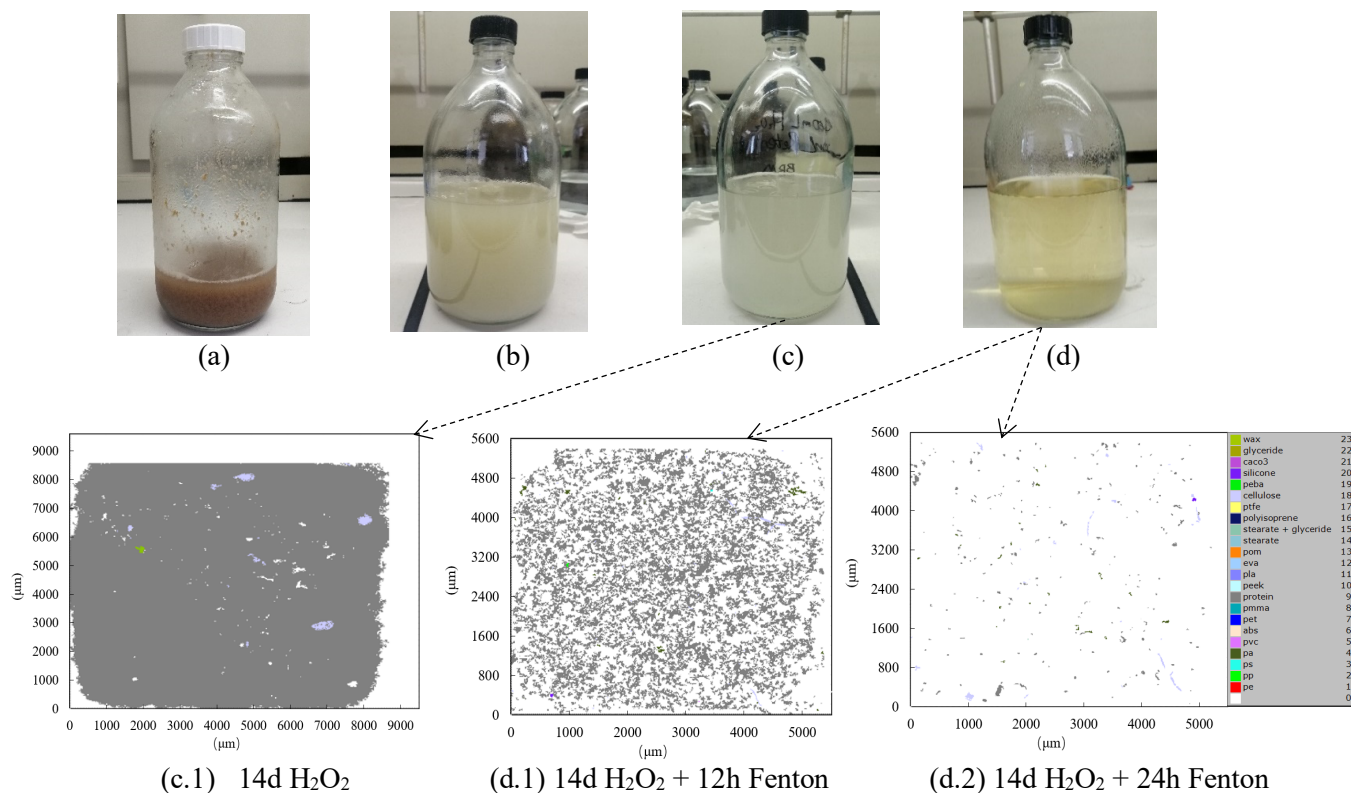 (a)
(b)
(c)
(d)
9000
8000
7000
6000
5000
4000
3000
2000
1000
0
(µm)
0 1000 2000 3000 4000 5000 6000 7000 8000 9000
(µm)
5600
4800
4000
3200
2400
1600
800
0
(µm)
0 1000 2000 3000 4000 5000
(µm)
5600
4800
4000
3200
2400
1600
800
0
(µm)
0 1000 2000 3000 4000 5000
(µm)
wax 23
glyceride 22
caco3 21
silicone 20
peba 19
cellulose 18
ptfe 17
polyisoprene 16
stearate + glyceride 15
stearate 14
pom 13
eva 12
pla 11
peek 10
protein 9
pmma 8
pet 7
abs 6
pvc 5
pa 4
ps 3
pp 2
pe 1
0
(c.1) 14d H₂O₂
(d.1) 14d H₂O₂ + 12h Fenton
(d.2) 14d H₂O₂ + 24h Fenton